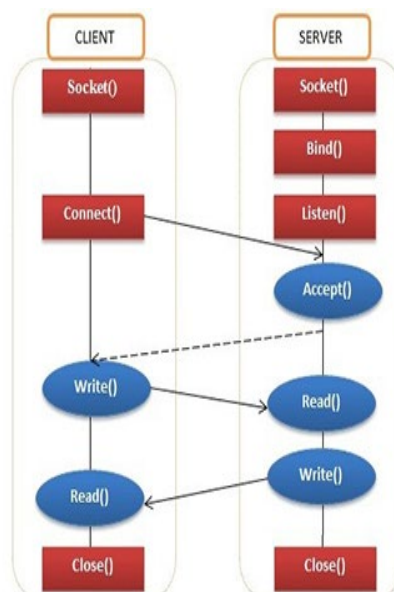 CLIENT
SERVER
Socket()
Socket()
Bind()
Connect()
Listen()
Accept()
Write()
Read()
Write()
Read()
Close()
Close()